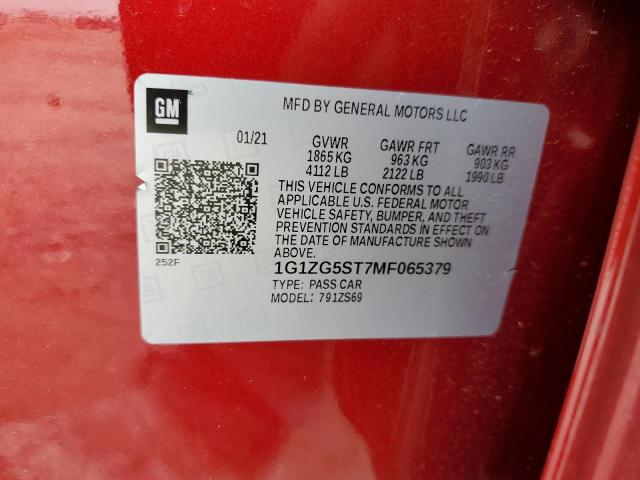 GM
MFD BY GENERAL MOTORS LLC
01/21 GVWR GAWR FRT GAWR RR
1865 KG 963 KG 903 KG
4112 LB 2122 LB 1990 LB
THIS VEHICLE CONFORMS TO ALL
APPLICABLE U.S. FEDERAL MOTOR
VEHICLE SAFETY, BUMPER, AND THEFT
PREVENTION STANDARDS IN EFFECT ON
THE DATE OF MANUFACTURE SHOWN
ABOVE.
252F
1G1ZG5ST7MF065379
TYPE: PASS CAR
MODEL: 791ZS69